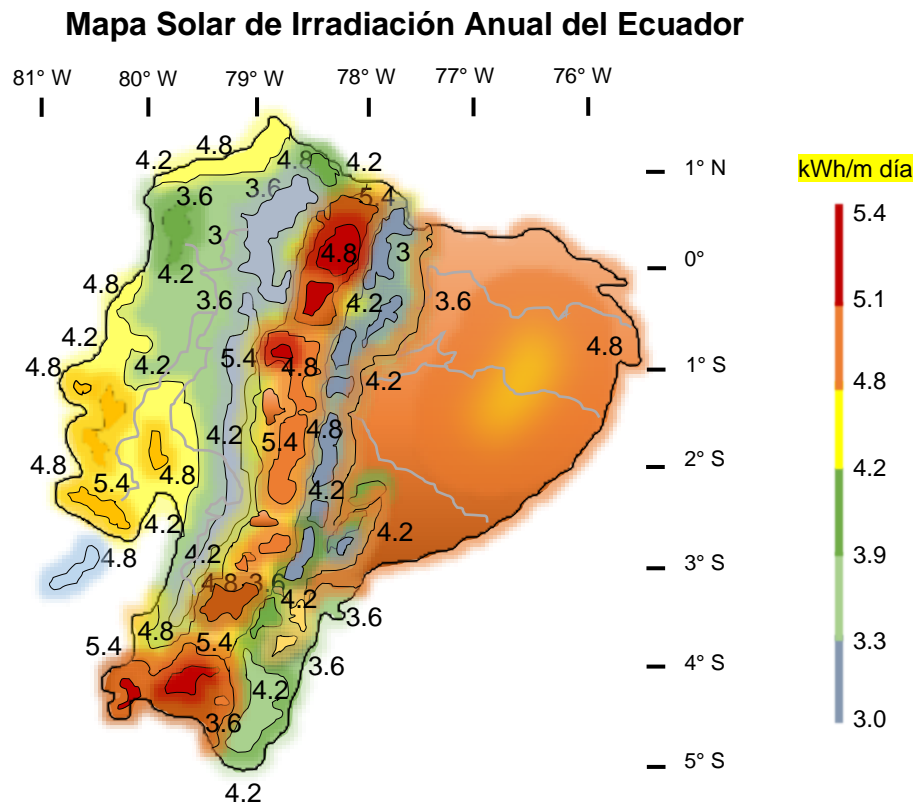 Mapa Solar de Irradiación Anual del Ecuador
81° W 80° W 79° W 78° W 77° W 76° W
4.8
4.2 4.8 4.2
1° N
kWh/m día
3.6 3.6 5.4
5.4
3 4.8 3
0°
4.2
4.8
3.6 4.2 3.6
5.1
4.2 4.8
4.8 4.2 5.4 4.8
1° S
4.8
4.2
4.2 5.4 4.8
4.8 4.8
2° S
4.2
5.4 4.2
4.2 4.2
4.8 4.2
3° S
3.9
4.8 3.6
4.2
3.6
4.8 5.4
5.4 3.6
4° S
3.3
4.2
3.6
3.0
5° S
4.2